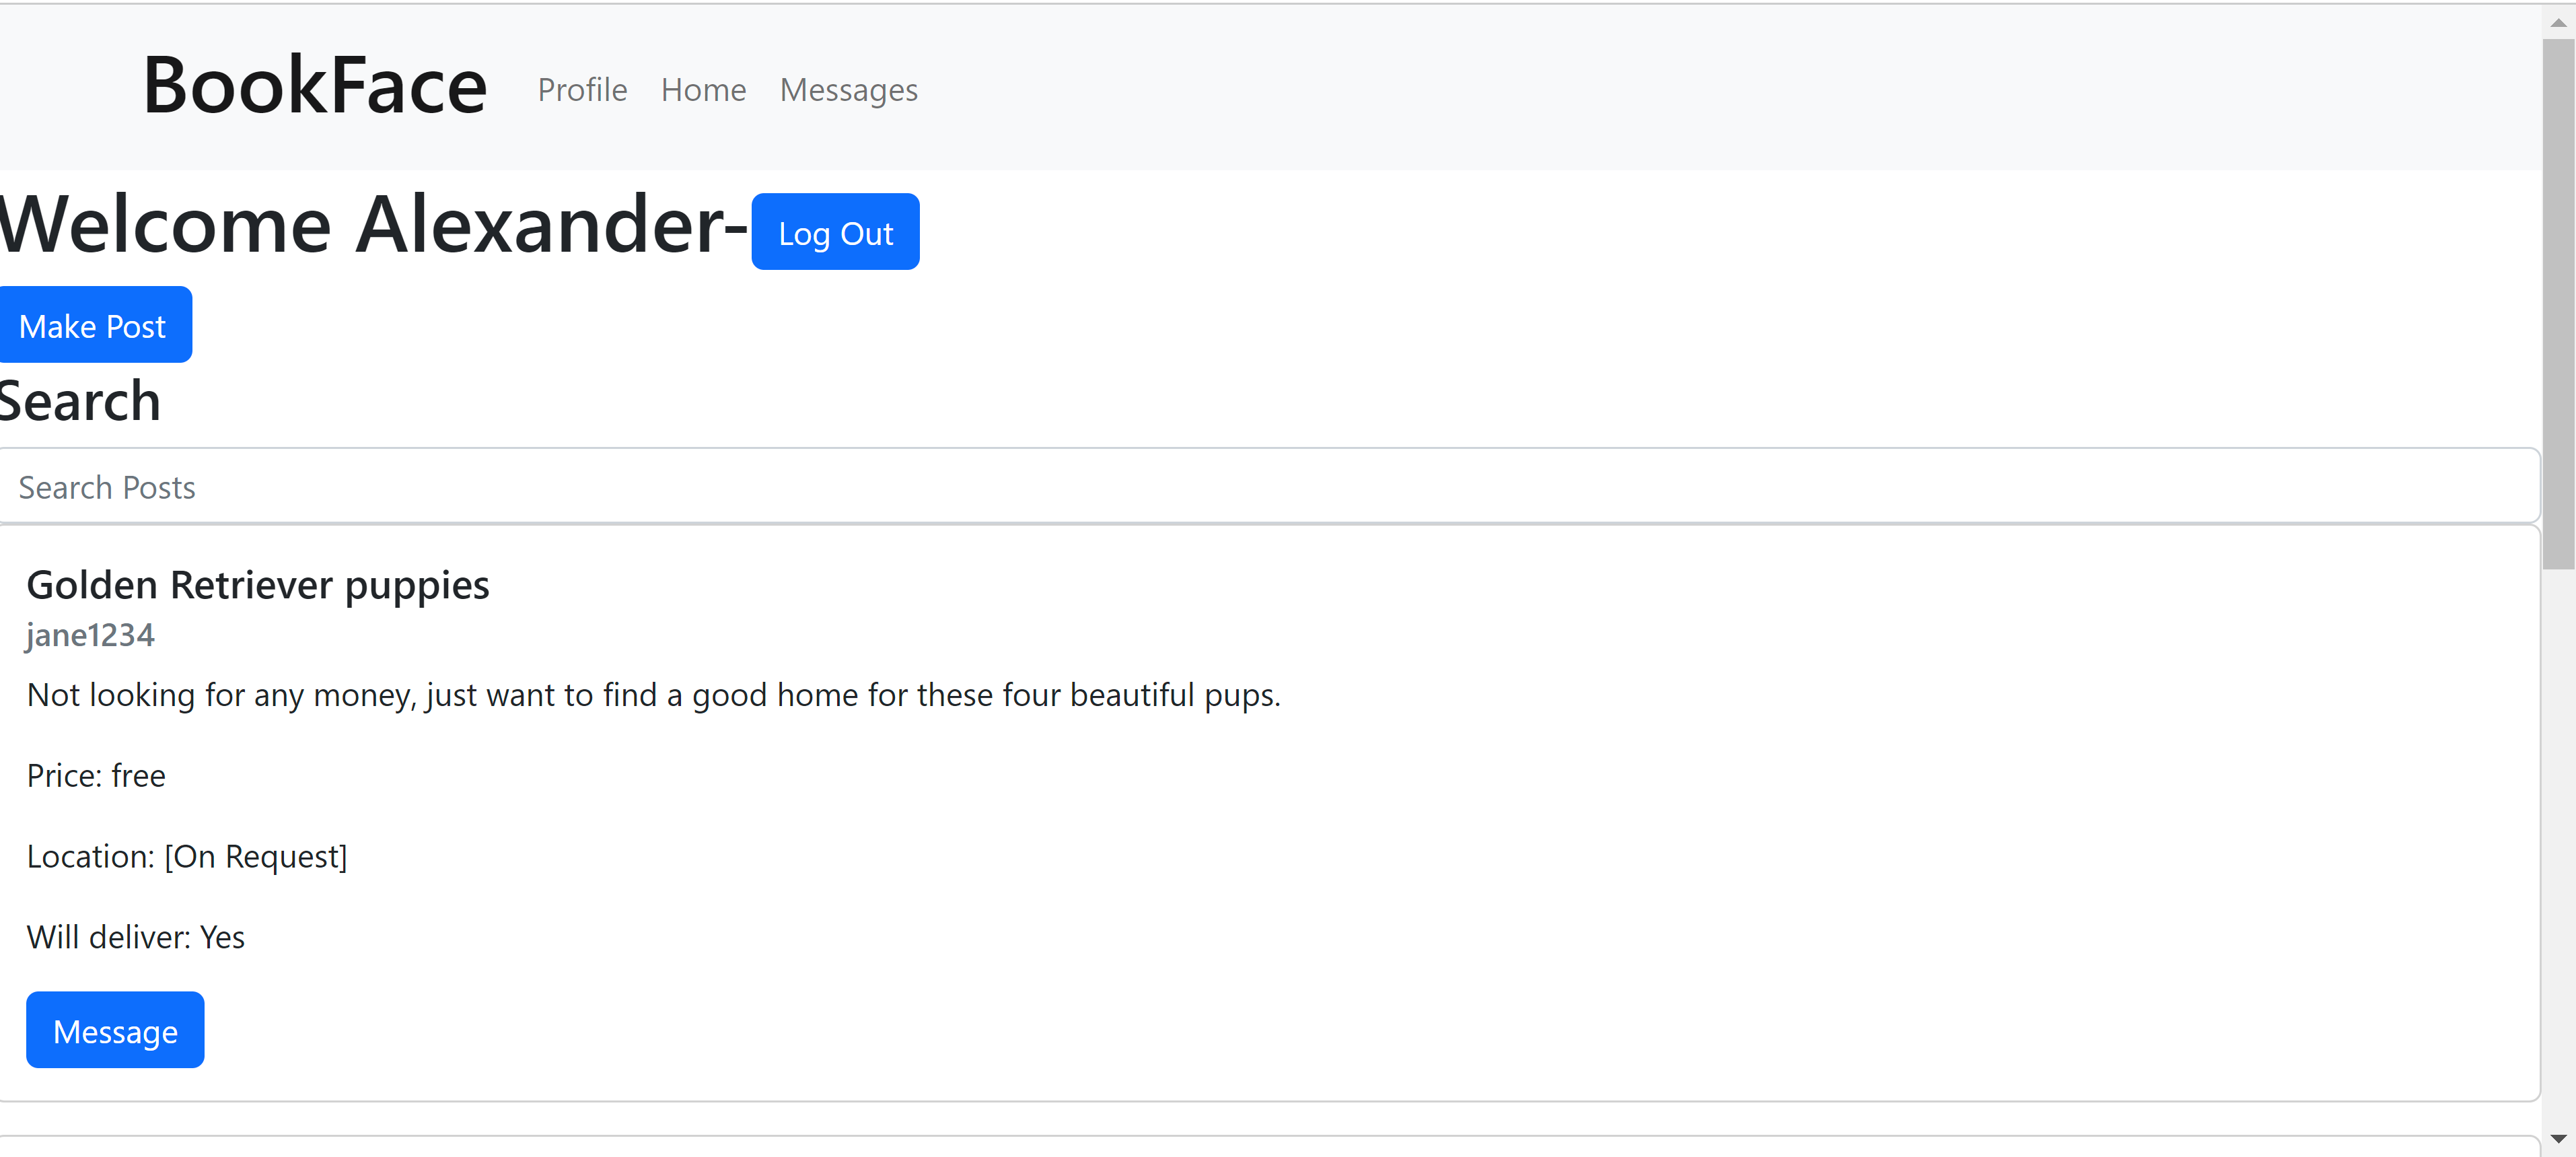 BookFace Profile Home Messages
Welcome Alexander- Log Out
Make Post
Search
Search Posts
Golden Retriever puppies
jane1234
Not looking for any money, just want to find a good home for these four beautiful pups.
Price: free
Location: [On Request]
Will deliver: Yes
Message